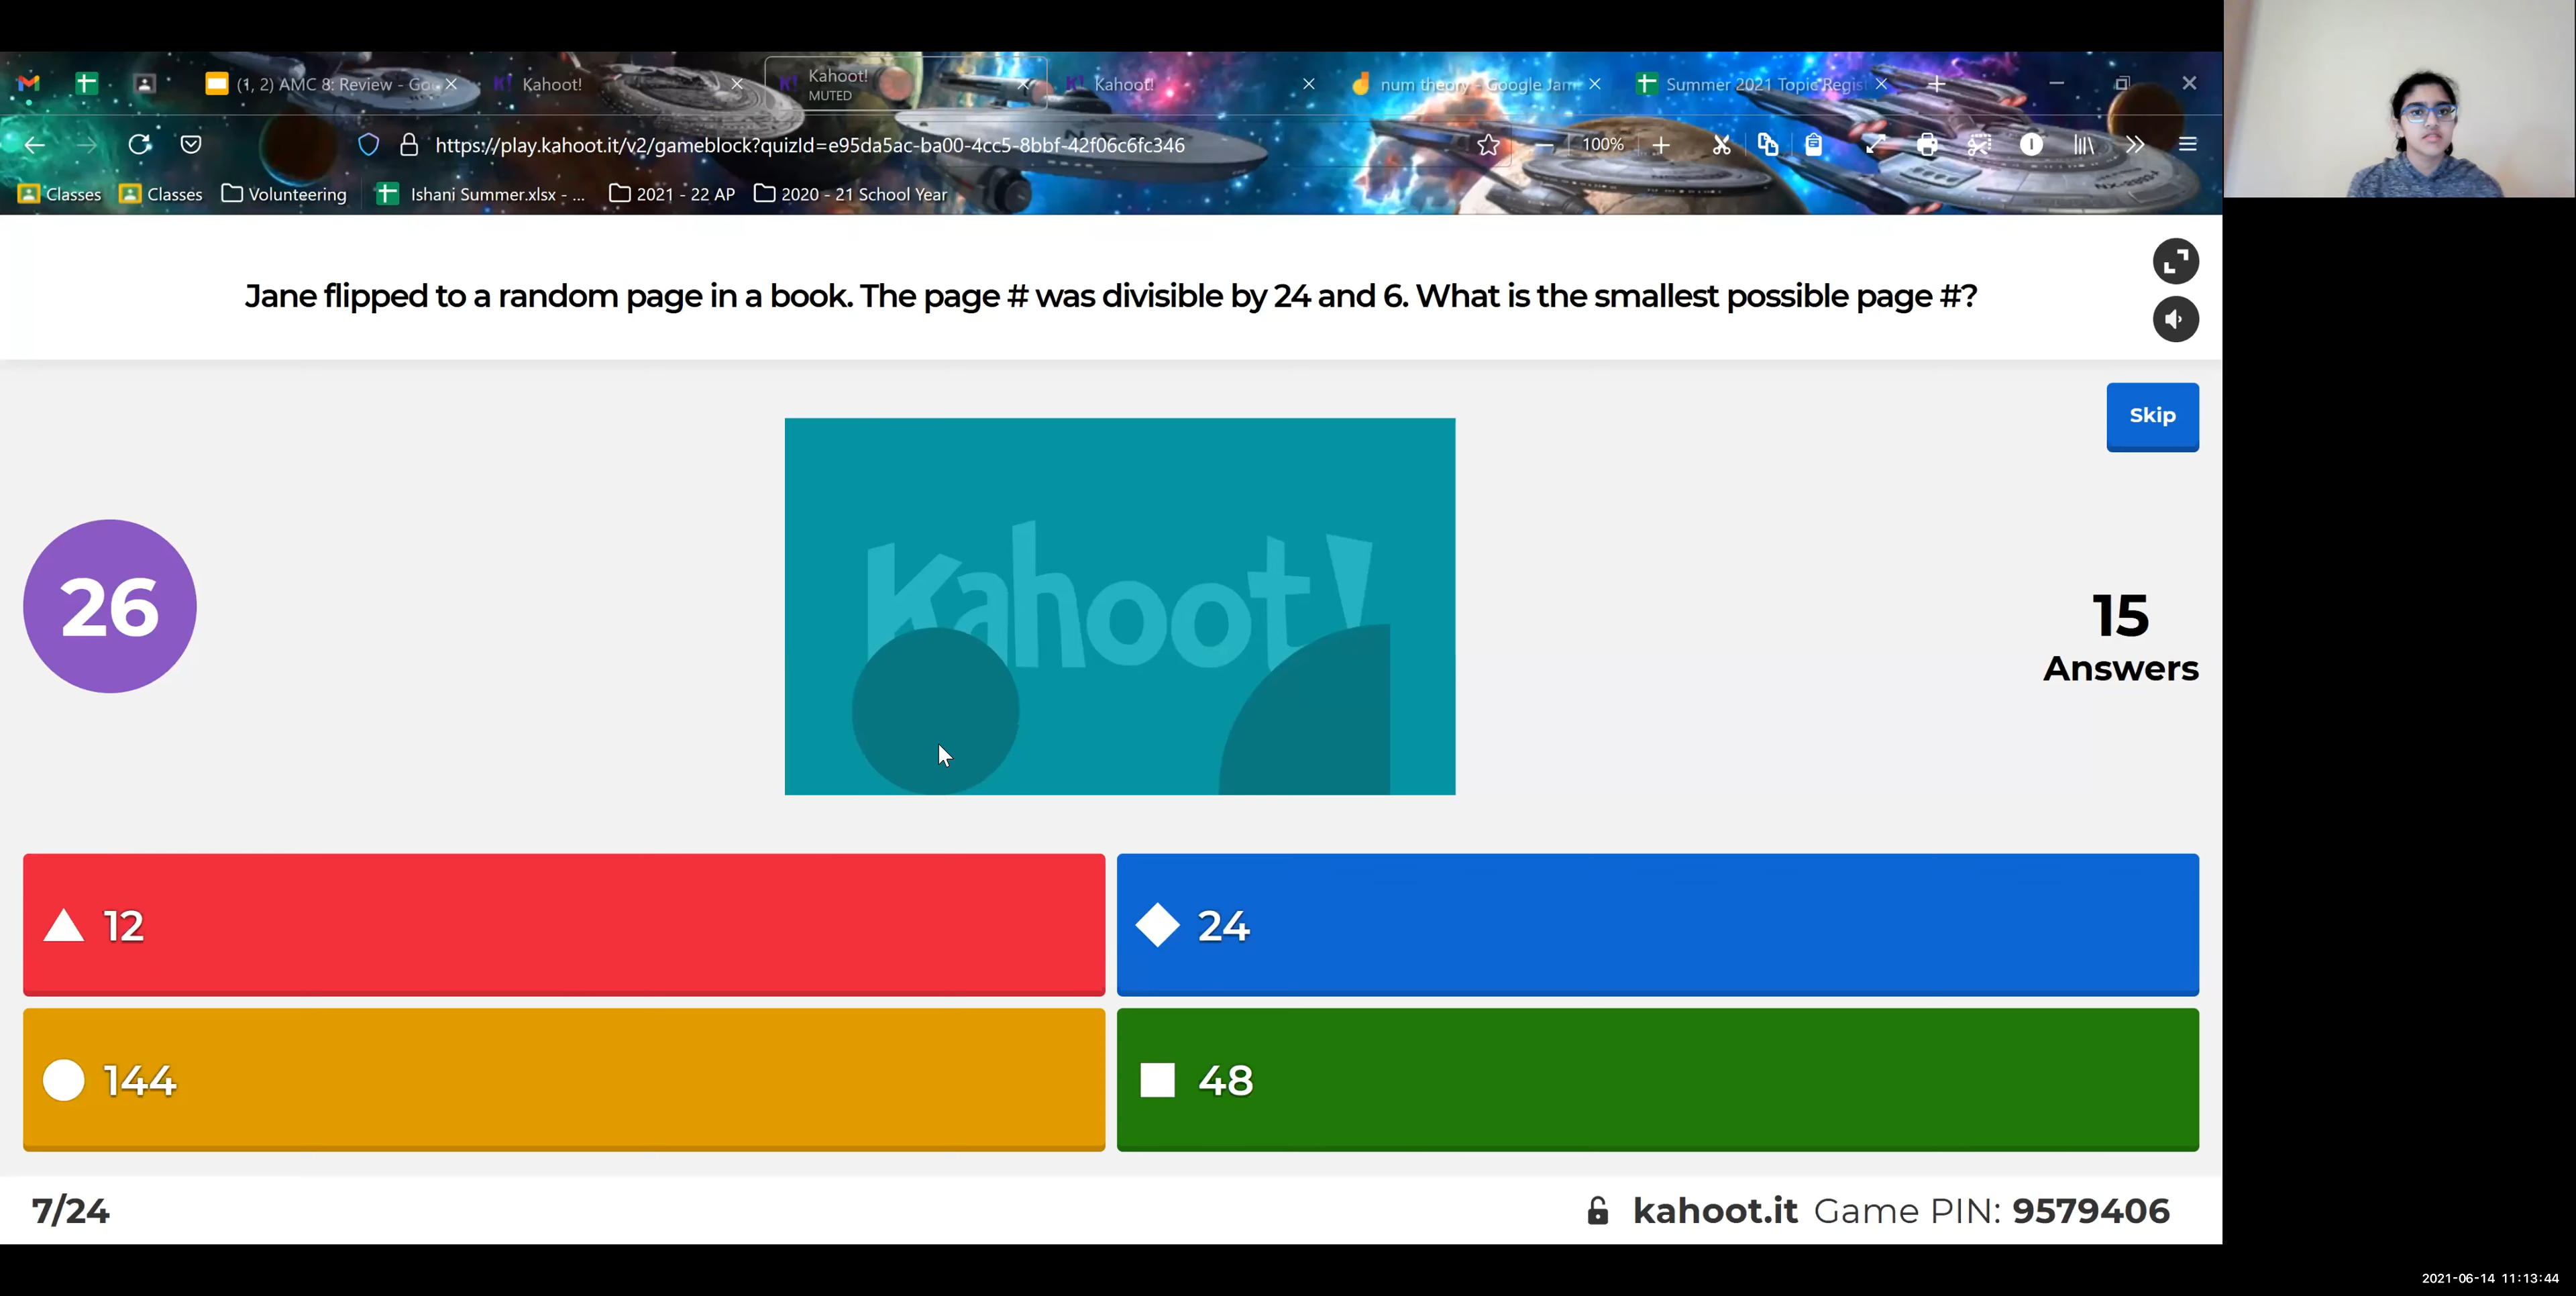 (1, 2) AMC 8: Review - Go
Kahoot!
Kahoot!
MUTED
Kahoot!
num theory - Google Jam
Summer 2021 Topic Regist
https://play.kahoot.it/v2/gameblock?quizId=e95da5ac-ba00-4cc5-8bbf-42f06c6fc346
100%
Classes
Classes
Volunteering
Ishani Summer.xlsx - ...
2021 - 22 AP
2020 - 21 School Year
Jane flipped to a random page in a book. The page # was divisible by 24 and 6. What is the smallest possible page #?
Skip
Kahoot!
26
15
Answers
12
24
144
48
7/24
kahoot.it Game PIN: 9579406
2021-06-14 11:13:44